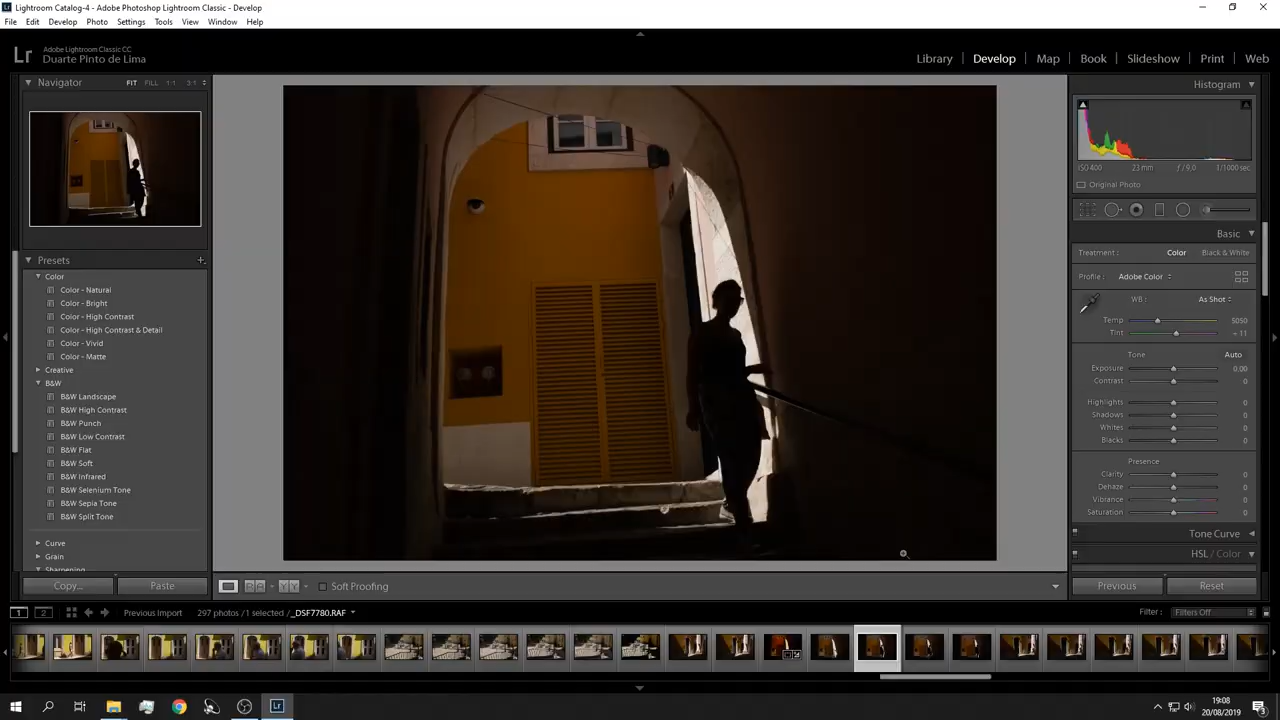 Lightroom Catalog-4 - Adobe Photoshop Lightroom Classic - Develop
File Edit Develop Photo Settings Tools View Window Help
Lr
Adobe Lightroom Classic CC
Duarte Pinto de Lima
Library | Develop | Map | Book | Slideshow | Print | Web
Navigator FIT FILL 1:1 3:1
Presets +
Color
Color - Natural
Color - Bright
Color - High Contrast
Color - High Contrast & Detail
Color - Vivid
Color - Matte
Creative
B&W
B&W Landscape
B&W High Contrast
B&W Punch
B&W Low Contrast
B&W Flat
B&W Soft
B&W Infrared
B&W Selenium Tone
B&W Sepia Tone
B&W Split Tone
Curve
Grain
Sharpening
Copy... Paste
Histogram
ISO 400 23 mm f / 9,0 1/1000 sec
Original Photo
Basic
Treatment : Color Black & White
Profile : Adobe Color
WB : As Shot
Temp 5050
Tint + 11
Tone Auto
Exposure 0,00
Contrast 0
Highlights 0
Shadows 0
Whites 0
Blacks 0
Presence
Clarity 0
Dehaze 0
Vibrance 0
Saturation 0
Tone Curve
HSL / Color
Previous Reset
Soft Proofing
1 2 Previous Import 297 photos / 1 selected / _DSF7780.RAF Filter : Filters Off
Lr
19:08
20/08/2019
3